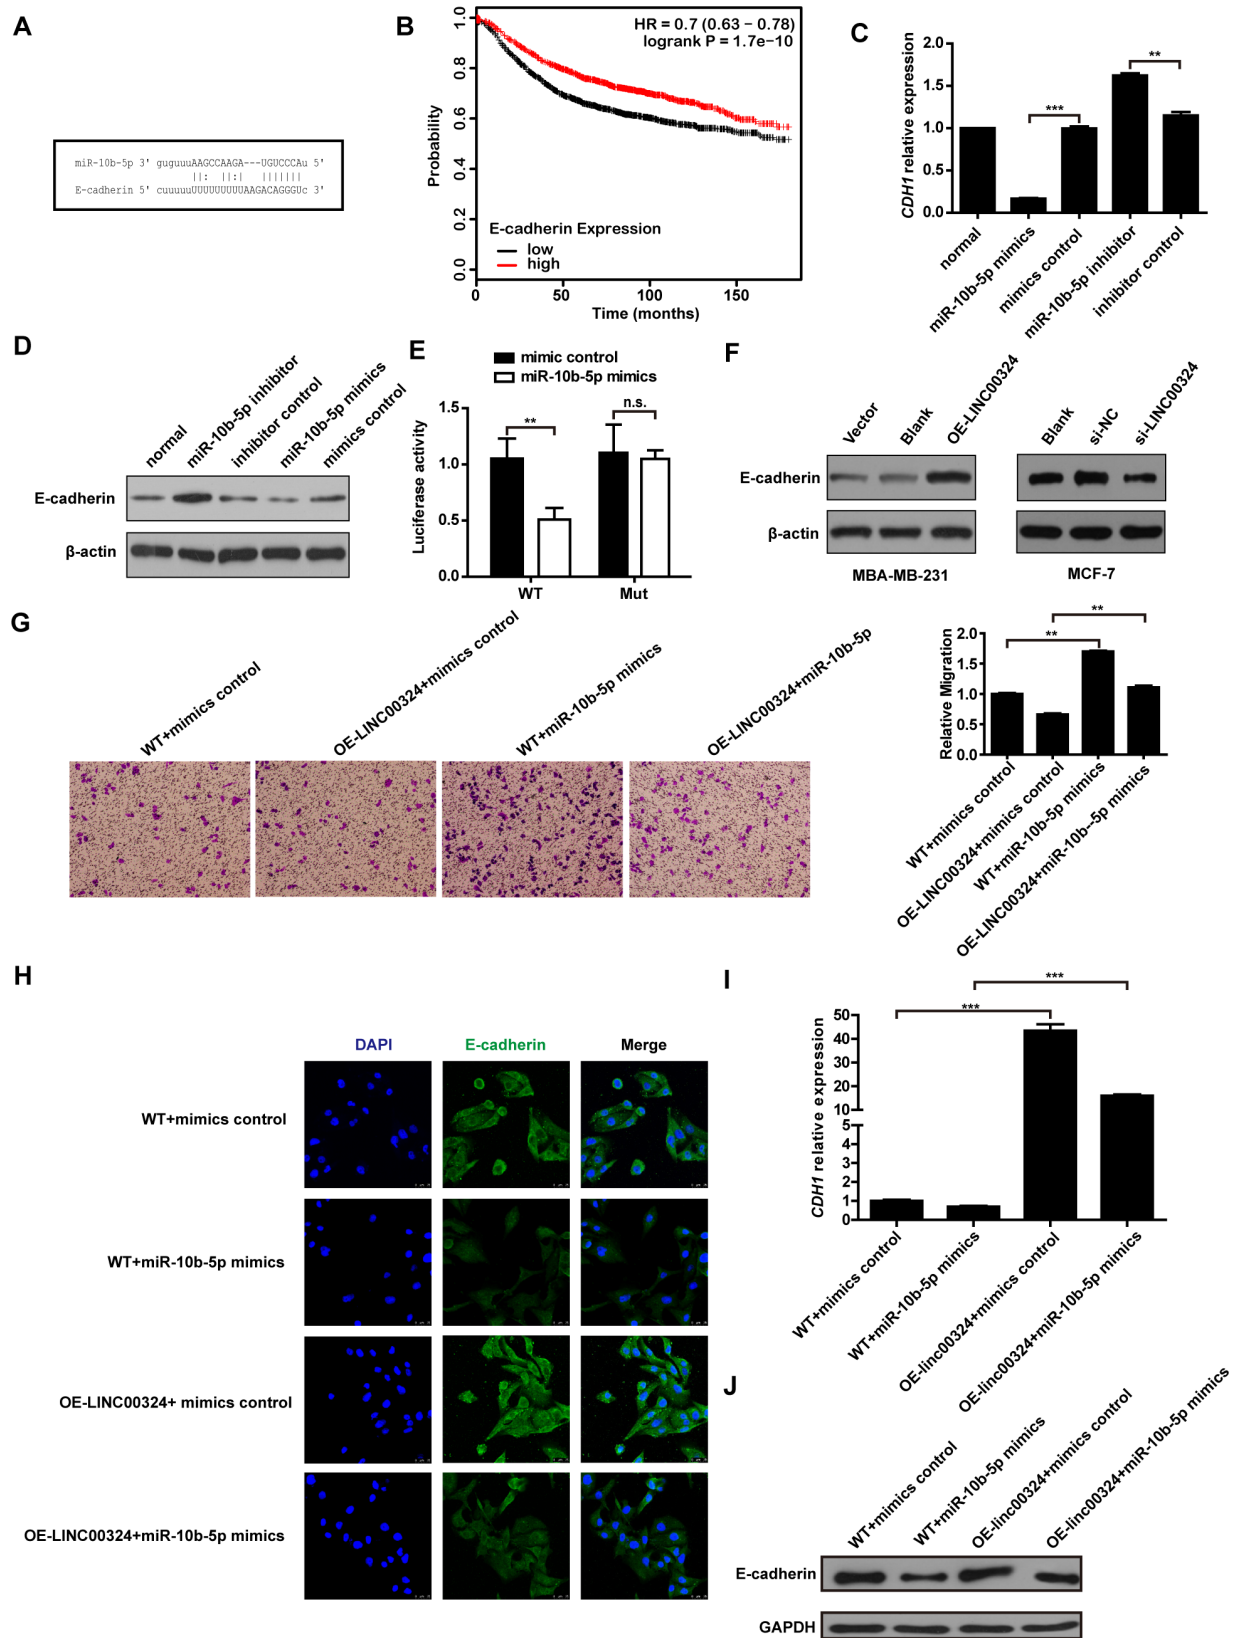 A
miR-10b-5p 3' guguuuAAGCCAAGA---UGUCCCAu 5'
||: ||:| |||||||
E-cadherin 5' cuuuuuUUUUUUUUUAAGACAGGGUc 3'
B
HR = 0.7 (0.63 − 0.78)
logrank P = 1.7e−10
Probability
1.0
0.8
0.6
0.4
0.2
0.0
E-cadherin Expression
low
high
0
50
100
150
Time (months)
C
CDH1 relative expression
2.0
1.5
1.0
0.5
0.0
***
**
normal
miR-10b-5p mimics
mimics control
miR-10b-5p inhibitor
inhibitor control
D
normal
miR-10b-5p inhibitor
inhibitor control
miR-10b-5p mimics
mimics control
E-cadherin
β-actin
E
mimic control
miR-10b-5p mimics
Luciferase activity
1.5
1.0
0.5
0.0
**
n.s.
WT
Mut
F
Vector
Blank
OE-LINC00324
Blank
si-NC
si-LINC00324
E-cadherin
β-actin
MBA-MB-231
MCF-7
G
WT+mimics control
OE-LINC00324+mimics control
WT+miR-10b-5p mimics
OE-LINC00324+miR-10b-5p
Relative Migration
2.0
1.5
1.0
0.5
0.0
**
**
WT+mimics control
OE-LINC00324+mimics control
WT+miR-10b-5p mimics
OE-LINC00324+miR-10b--5p mimics
H
DAPI
E-cadherin
Merge
WT+mimics control
WT+miR-10b-5p mimics
OE-LINC00324+ mimics control
OE-LINC00324+miR-10b-5p mimics
I
CDH1 relative expression
50
40
30
20
10
5
4
3
2
1
0
***
***
WT+mimics control
WT+miR-10b-5p mimics
OE-linc00324+mimics control
OE-linc00324+miR-10b-5p mimics
J
WT+mimics control
WT+miR-10b-5p mimics
OE-linc00324+mimics control
OE-linc00324+miR-10b-5p mimics
E-cadherin
GAPDH